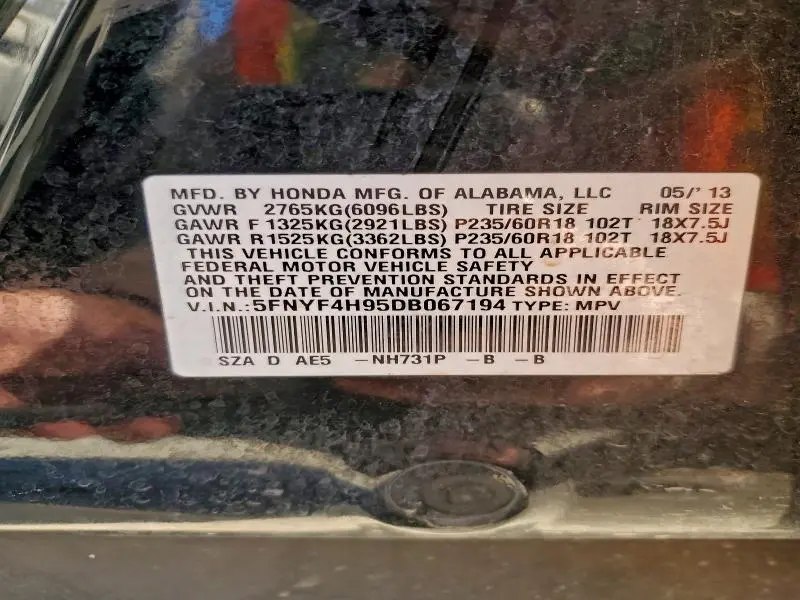 MFD. BY HONDA MFG. OF ALABAMA, LLC 05/'13
GVWR 2765KG(6096LBS) TIRE SIZE RIM SIZE
GAWR F 1325KG(2921LBS) P235/60R18 102T 18X7.5J
GAWR R 1525KG(3362LBS) P235/60R18 102T 18X7.5J
THIS VEHICLE CONFORMS TO ALL APPLICABLE
FEDERAL MOTOR VEHICLE SAFETY
AND THEFT PREVENTION STANDARDS IN EFFECT
ON THE DATE OF MANUFACTURE SHOWN ABOVE.
V.I.N.:5FNYF4H95DB067194 TYPE: MPV
SZA D AE5 -NH731P -B -B